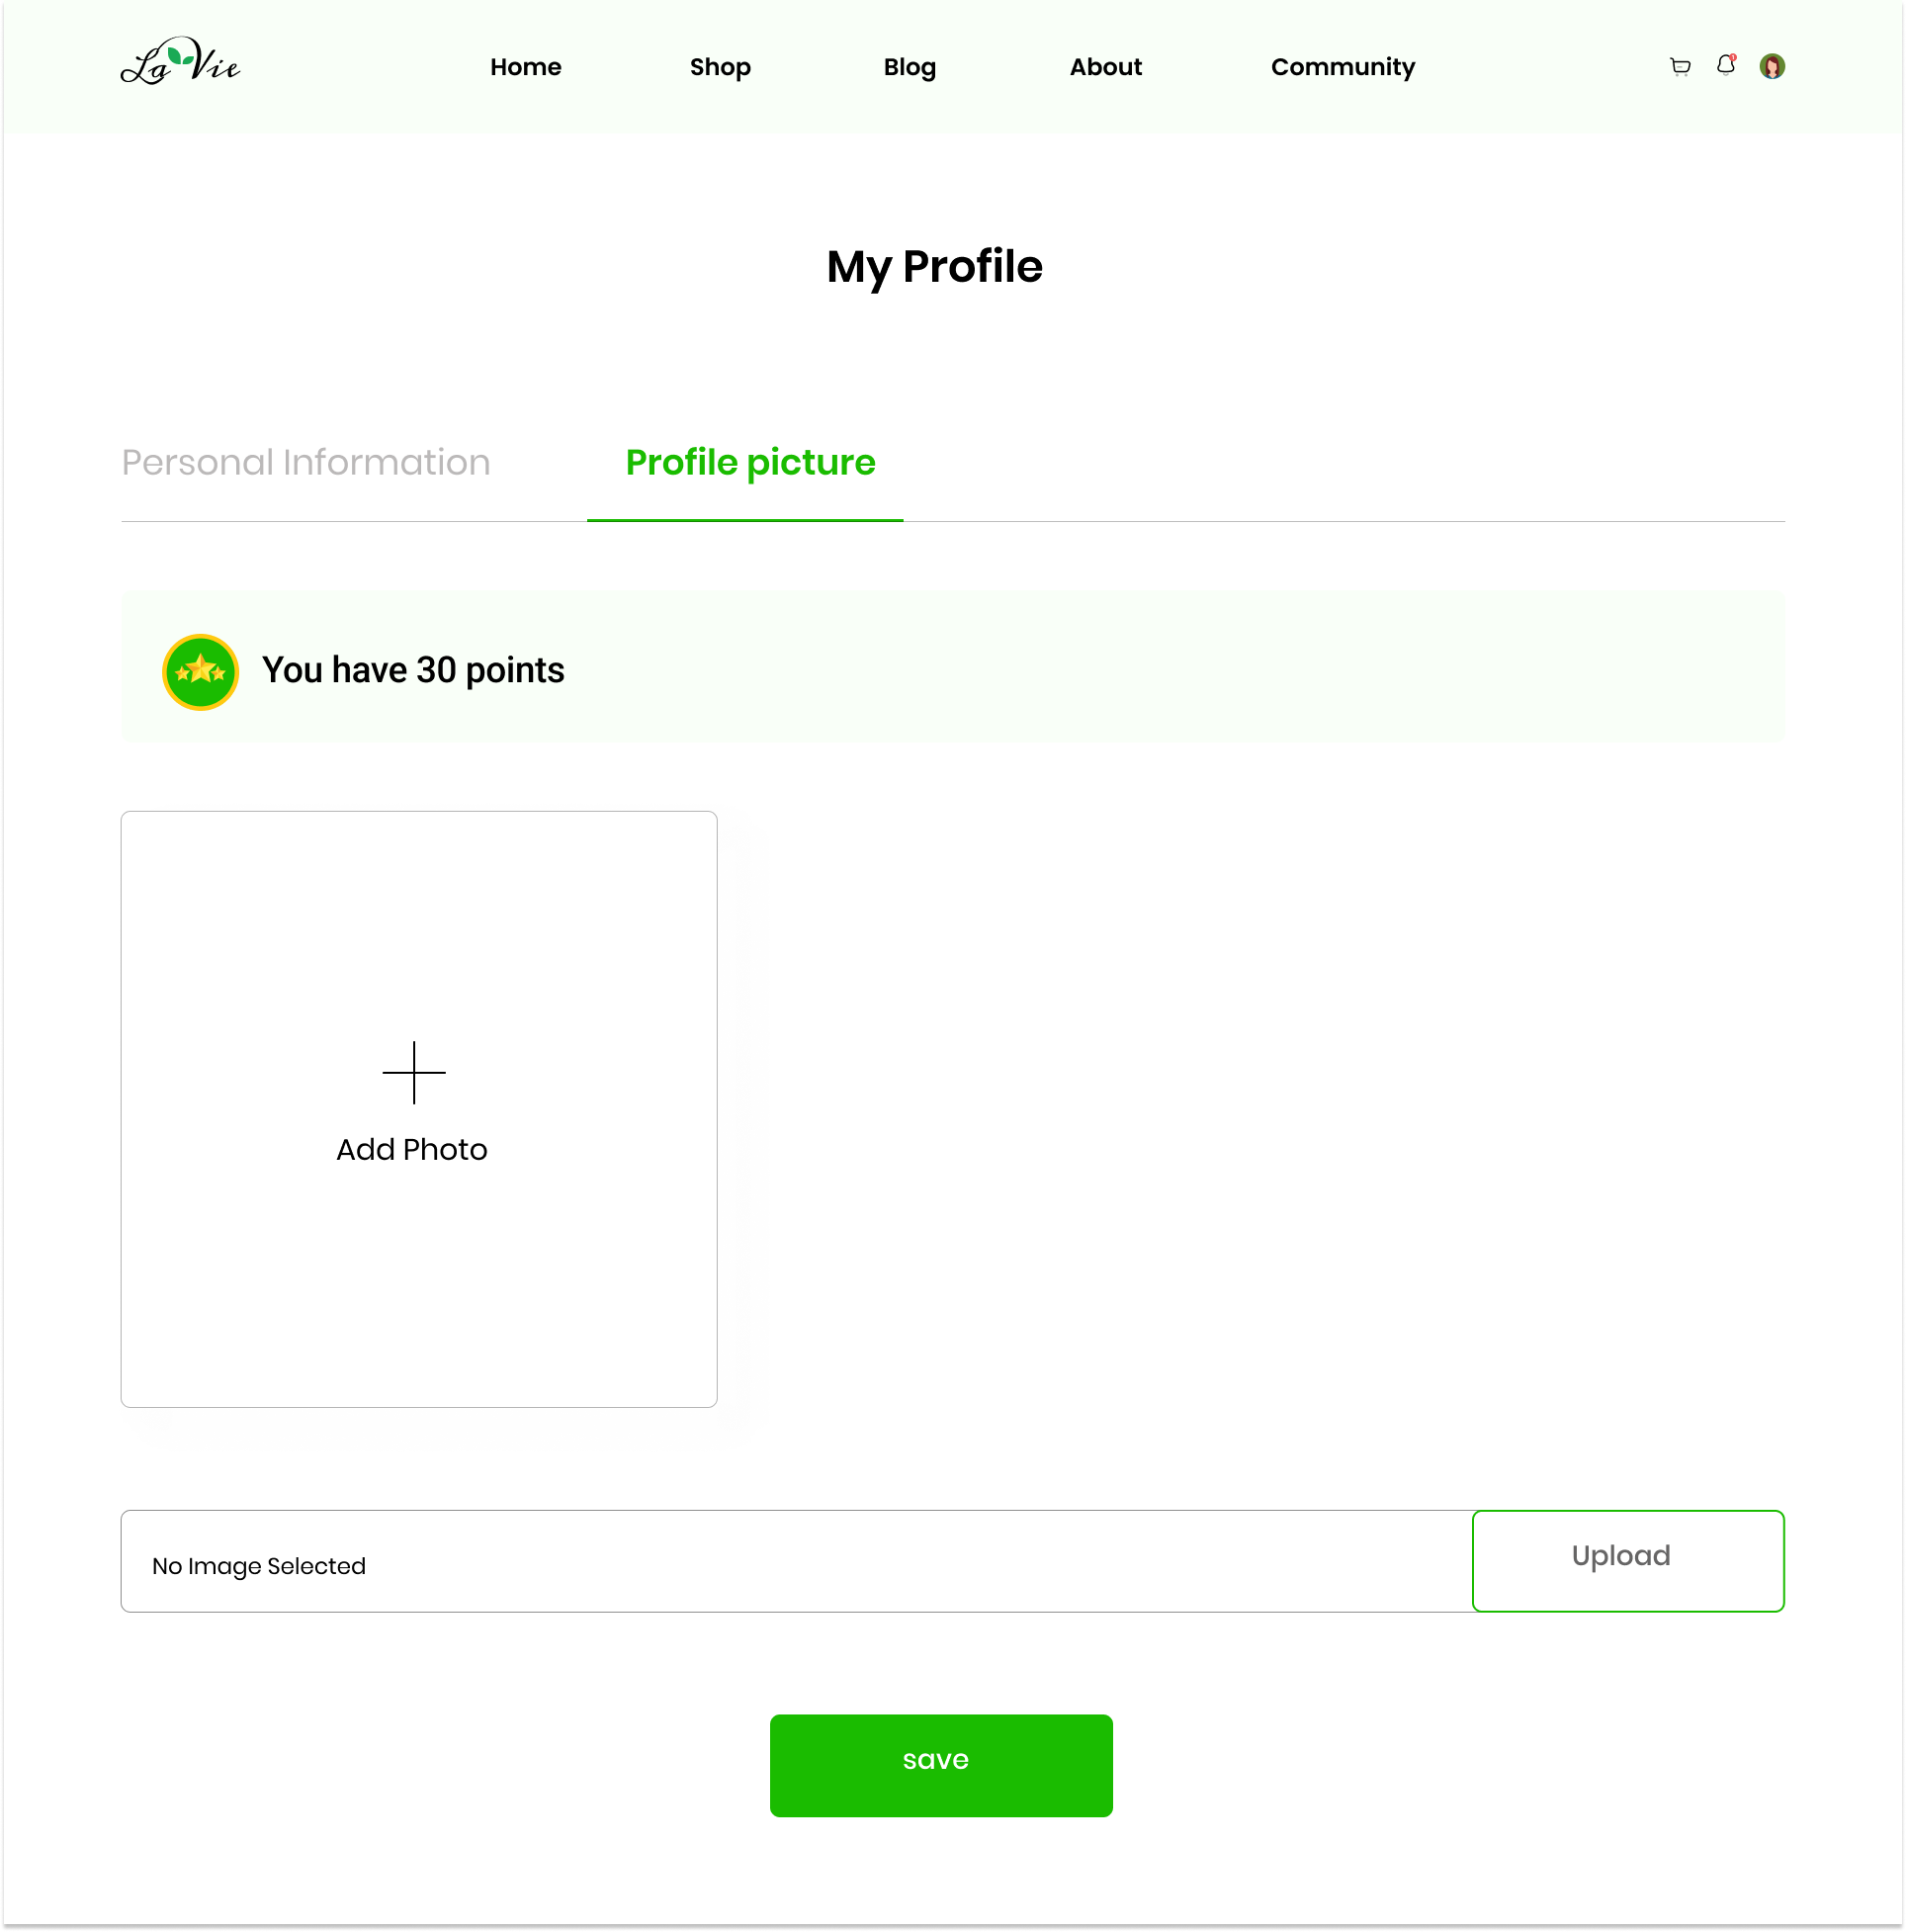 La Vie
Home Shop Blog About Community
My Profile
Personal Information Profile picture
You have 30 points
Add Photo
No Image Selected
Upload
save